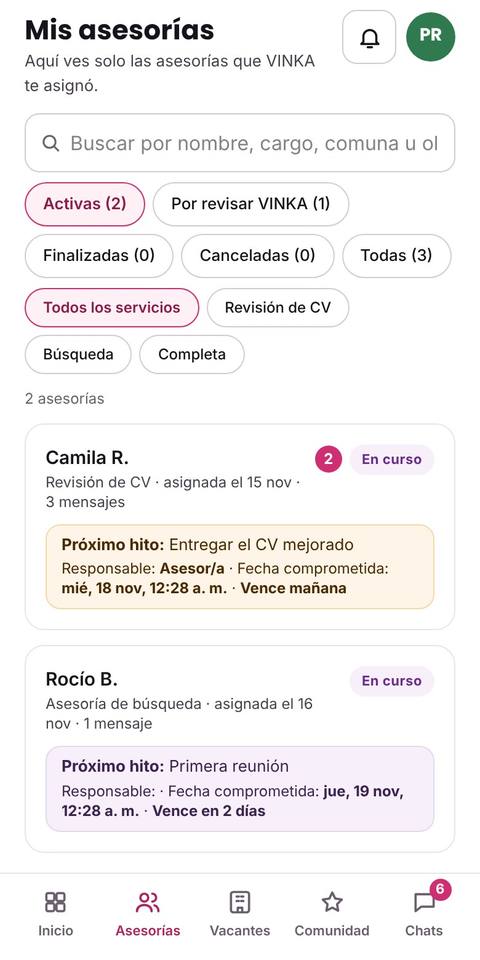 Mis asesorías
Aquí ves solo las asesorías que VINKA
te asignó.
PR
Buscar por nombre, cargo, comuna u ol
Activas (2)
Por revisar VINKA (1)
Finalizadas (0)
Canceladas (0)
Todas (3)
Todos los servicios
Revisión de CV
Búsqueda
Completa
2 asesorías
Camila R.
2
En curso
Revisión de CV · asignada el 15 nov ·
3 mensajes
Próximo hito: Entregar el CV mejorado
Responsable: Asesor/a · Fecha comprometida:
mié, 18 nov, 12:28 a. m. · Vence mañana
Rocío B.
En curso
Asesoría de búsqueda · asignada el 16
nov · 1 mensaje
Próximo hito: Primera reunión
Responsable: · Fecha comprometida: jue, 19 nov,
12:28 a. m. · Vence en 2 días
Inicio
Asesorías
Vacantes
Comunidad
6
Chats